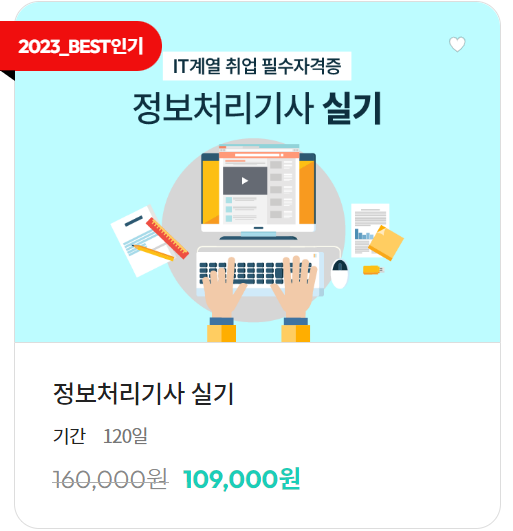 2023_BEST인기
IT계열 취업 필수자격증
정보처리기사 실기
정보처리기사 실기
기간 120일
160,000원 109,000원